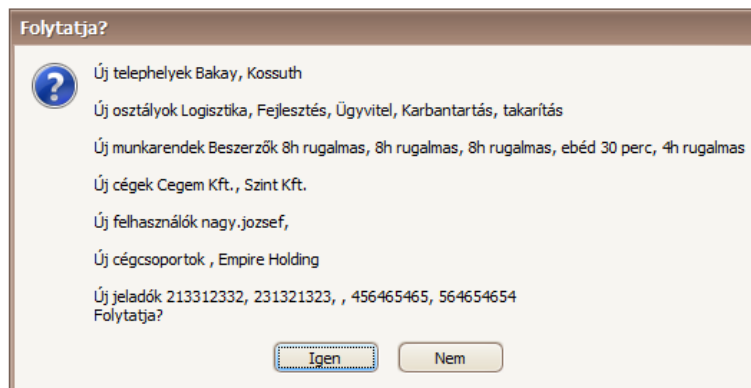 Folytatja?
Új telephelyek Bakay, Kossuth
Új osztályok Logisztika, Fejlesztés, Ügyvitel, Karbantartás, takarítás
Új munkarendek Beszerzők 8h rugalmas, 8h rugalmas, 8h rugalmas, ebéd 30 perc, 4h rugalmas
Új cégek Cegem Kft., Szint Kft.
Új felhasználók nagy.jozsef,
Új cégcsoportok , Empire Holding
Új jeladók 213312332, 231321323, , 456465465, 564654654
Folytatja?
Igen
Nem